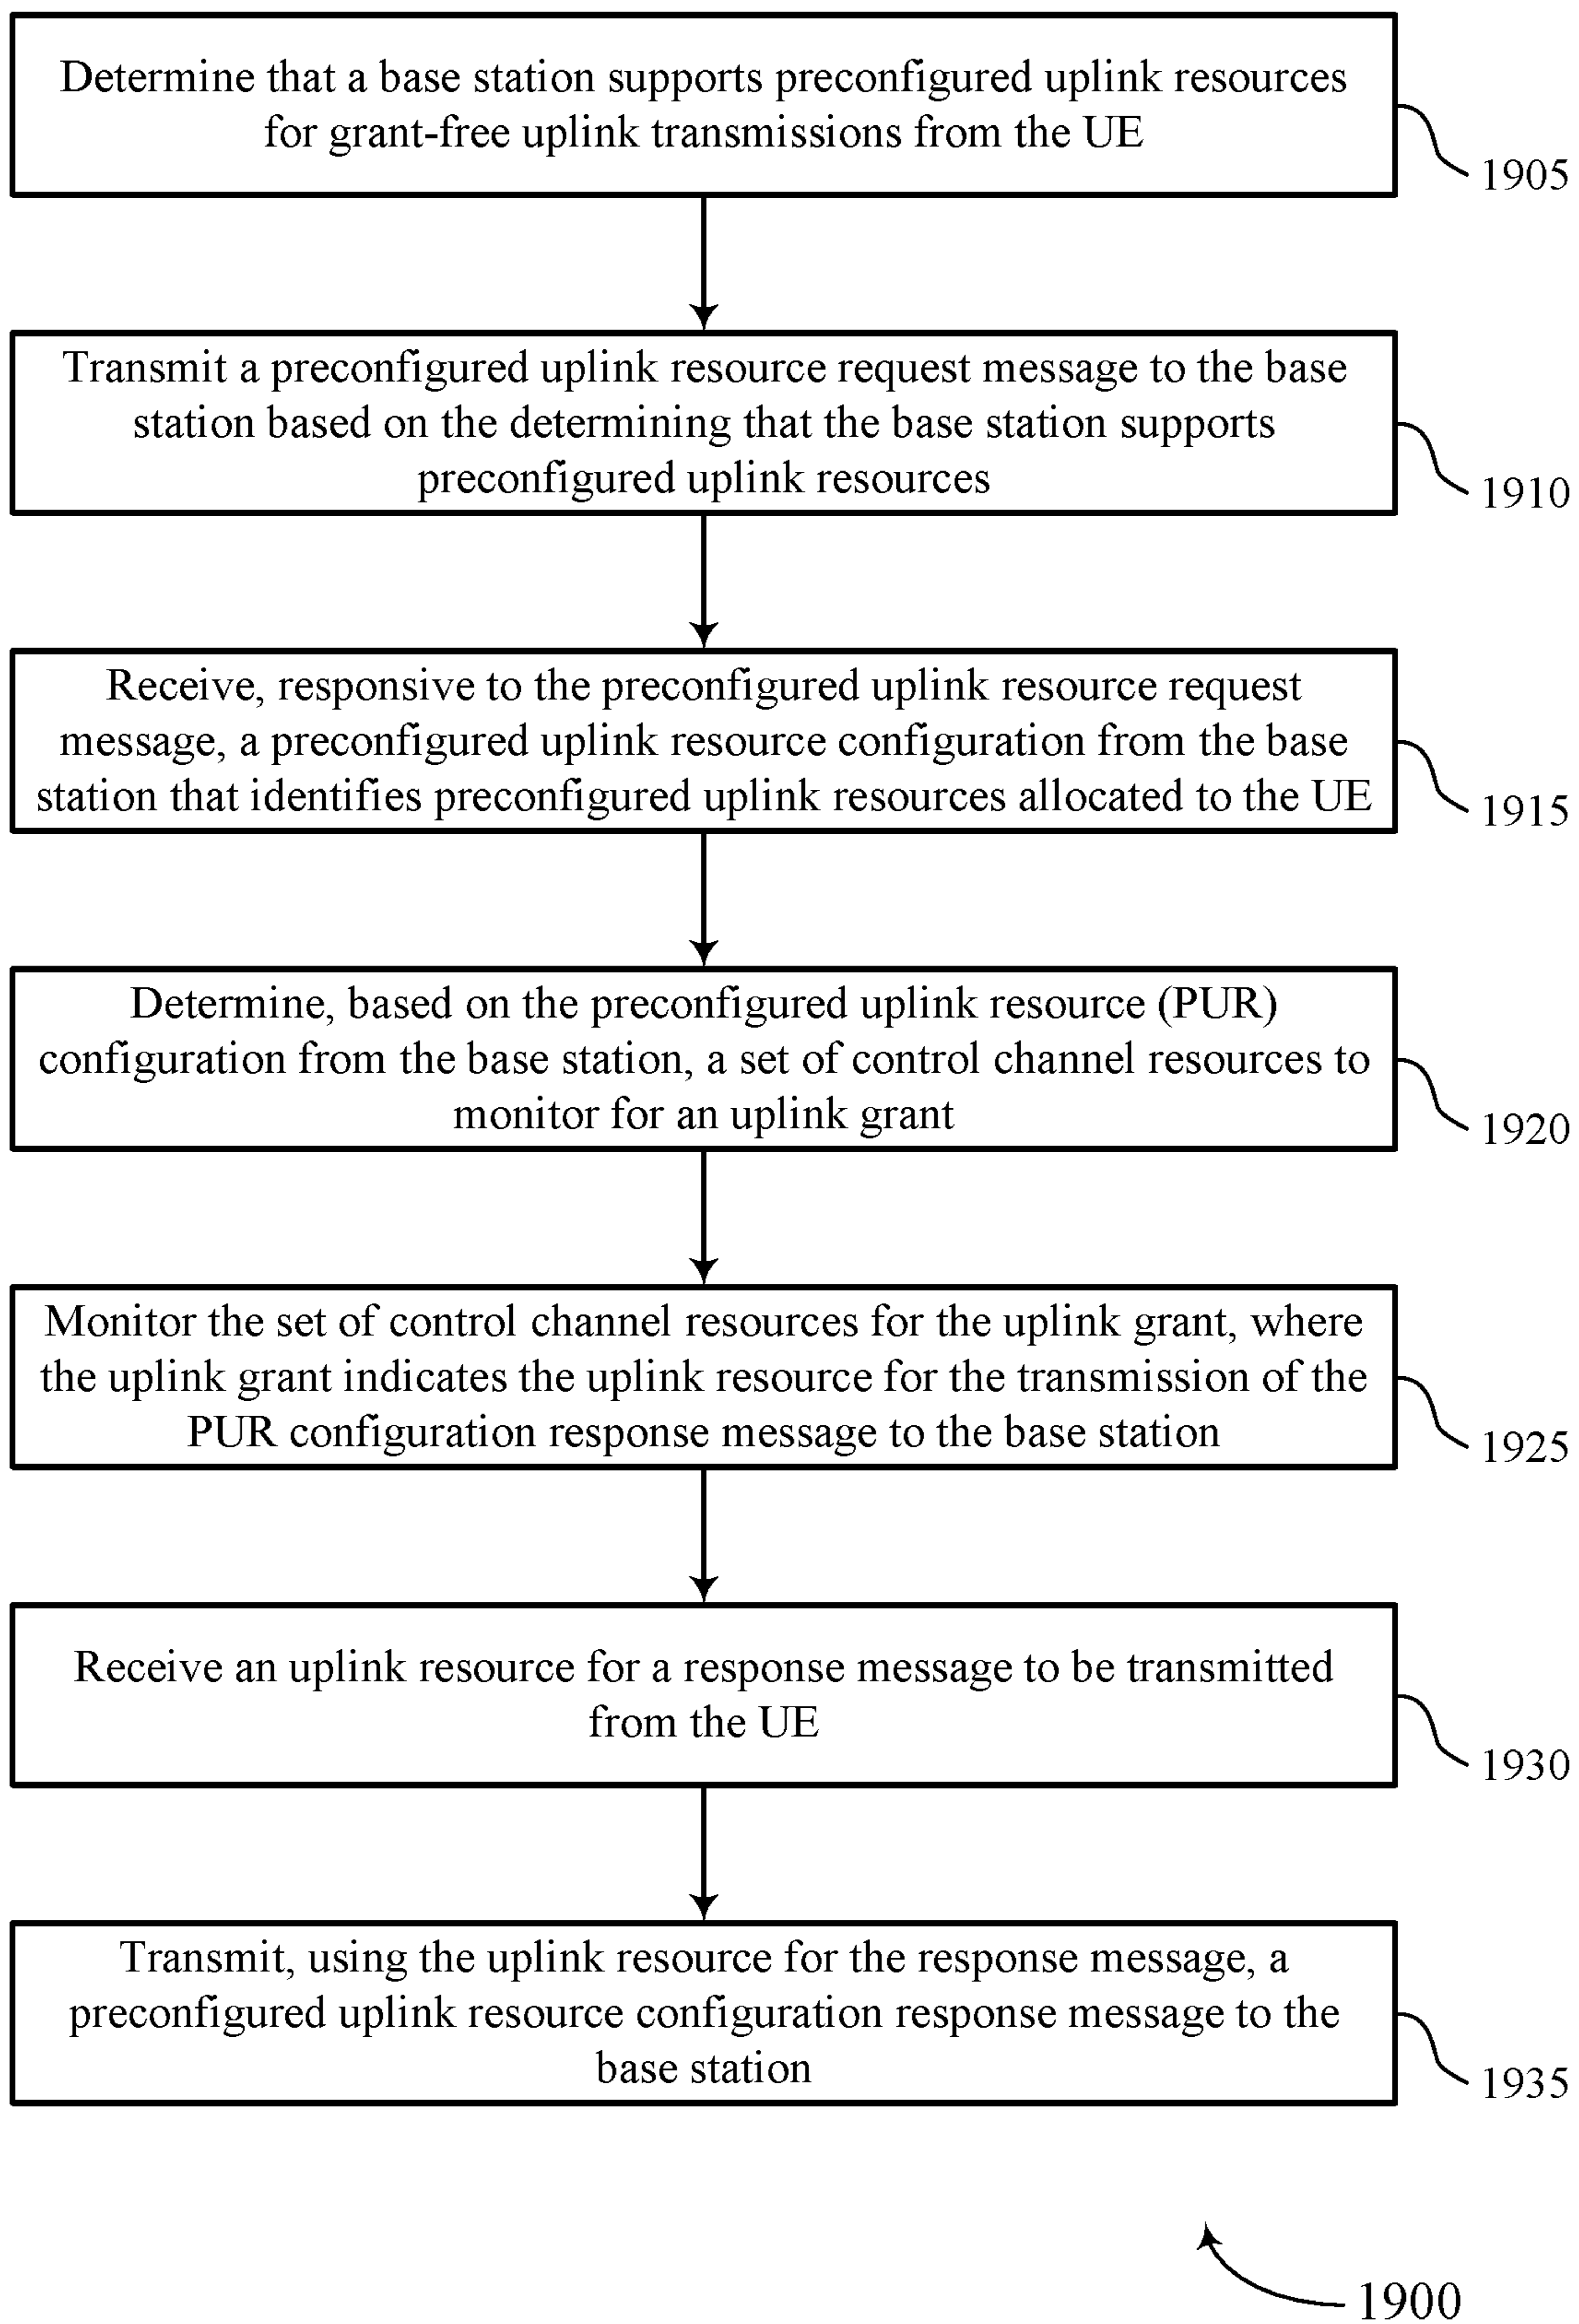 Determine that a base station supports preconfigured uplink resources
for grant-free uplink transmissions from the UE
1905
Transmit a preconfigured uplink resource request message to the base
station based on the determining that the base station supports
preconfigured uplink resources
1910
Receive, responsive to the preconfigured uplink resource request
message, a preconfigured uplink resource configuration from the base
station that identifies preconfigured uplink resources allocated to the UE
1915
Determine, based on the preconfigured uplink resource (PUR)
configuration from the base station, a set of control channel resources to
monitor for an uplink grant
1920
Monitor the set of control channel resources for the uplink grant, where
the uplink grant indicates the uplink resource for the transmission of the
PUR configuration response message to the base station
1925
Receive an uplink resource for a response message to be transmitted
from the UE
1930
Transmit, using the uplink resource for the response message, a
preconfigured uplink resource configuration response message to the
base station
1935
1900